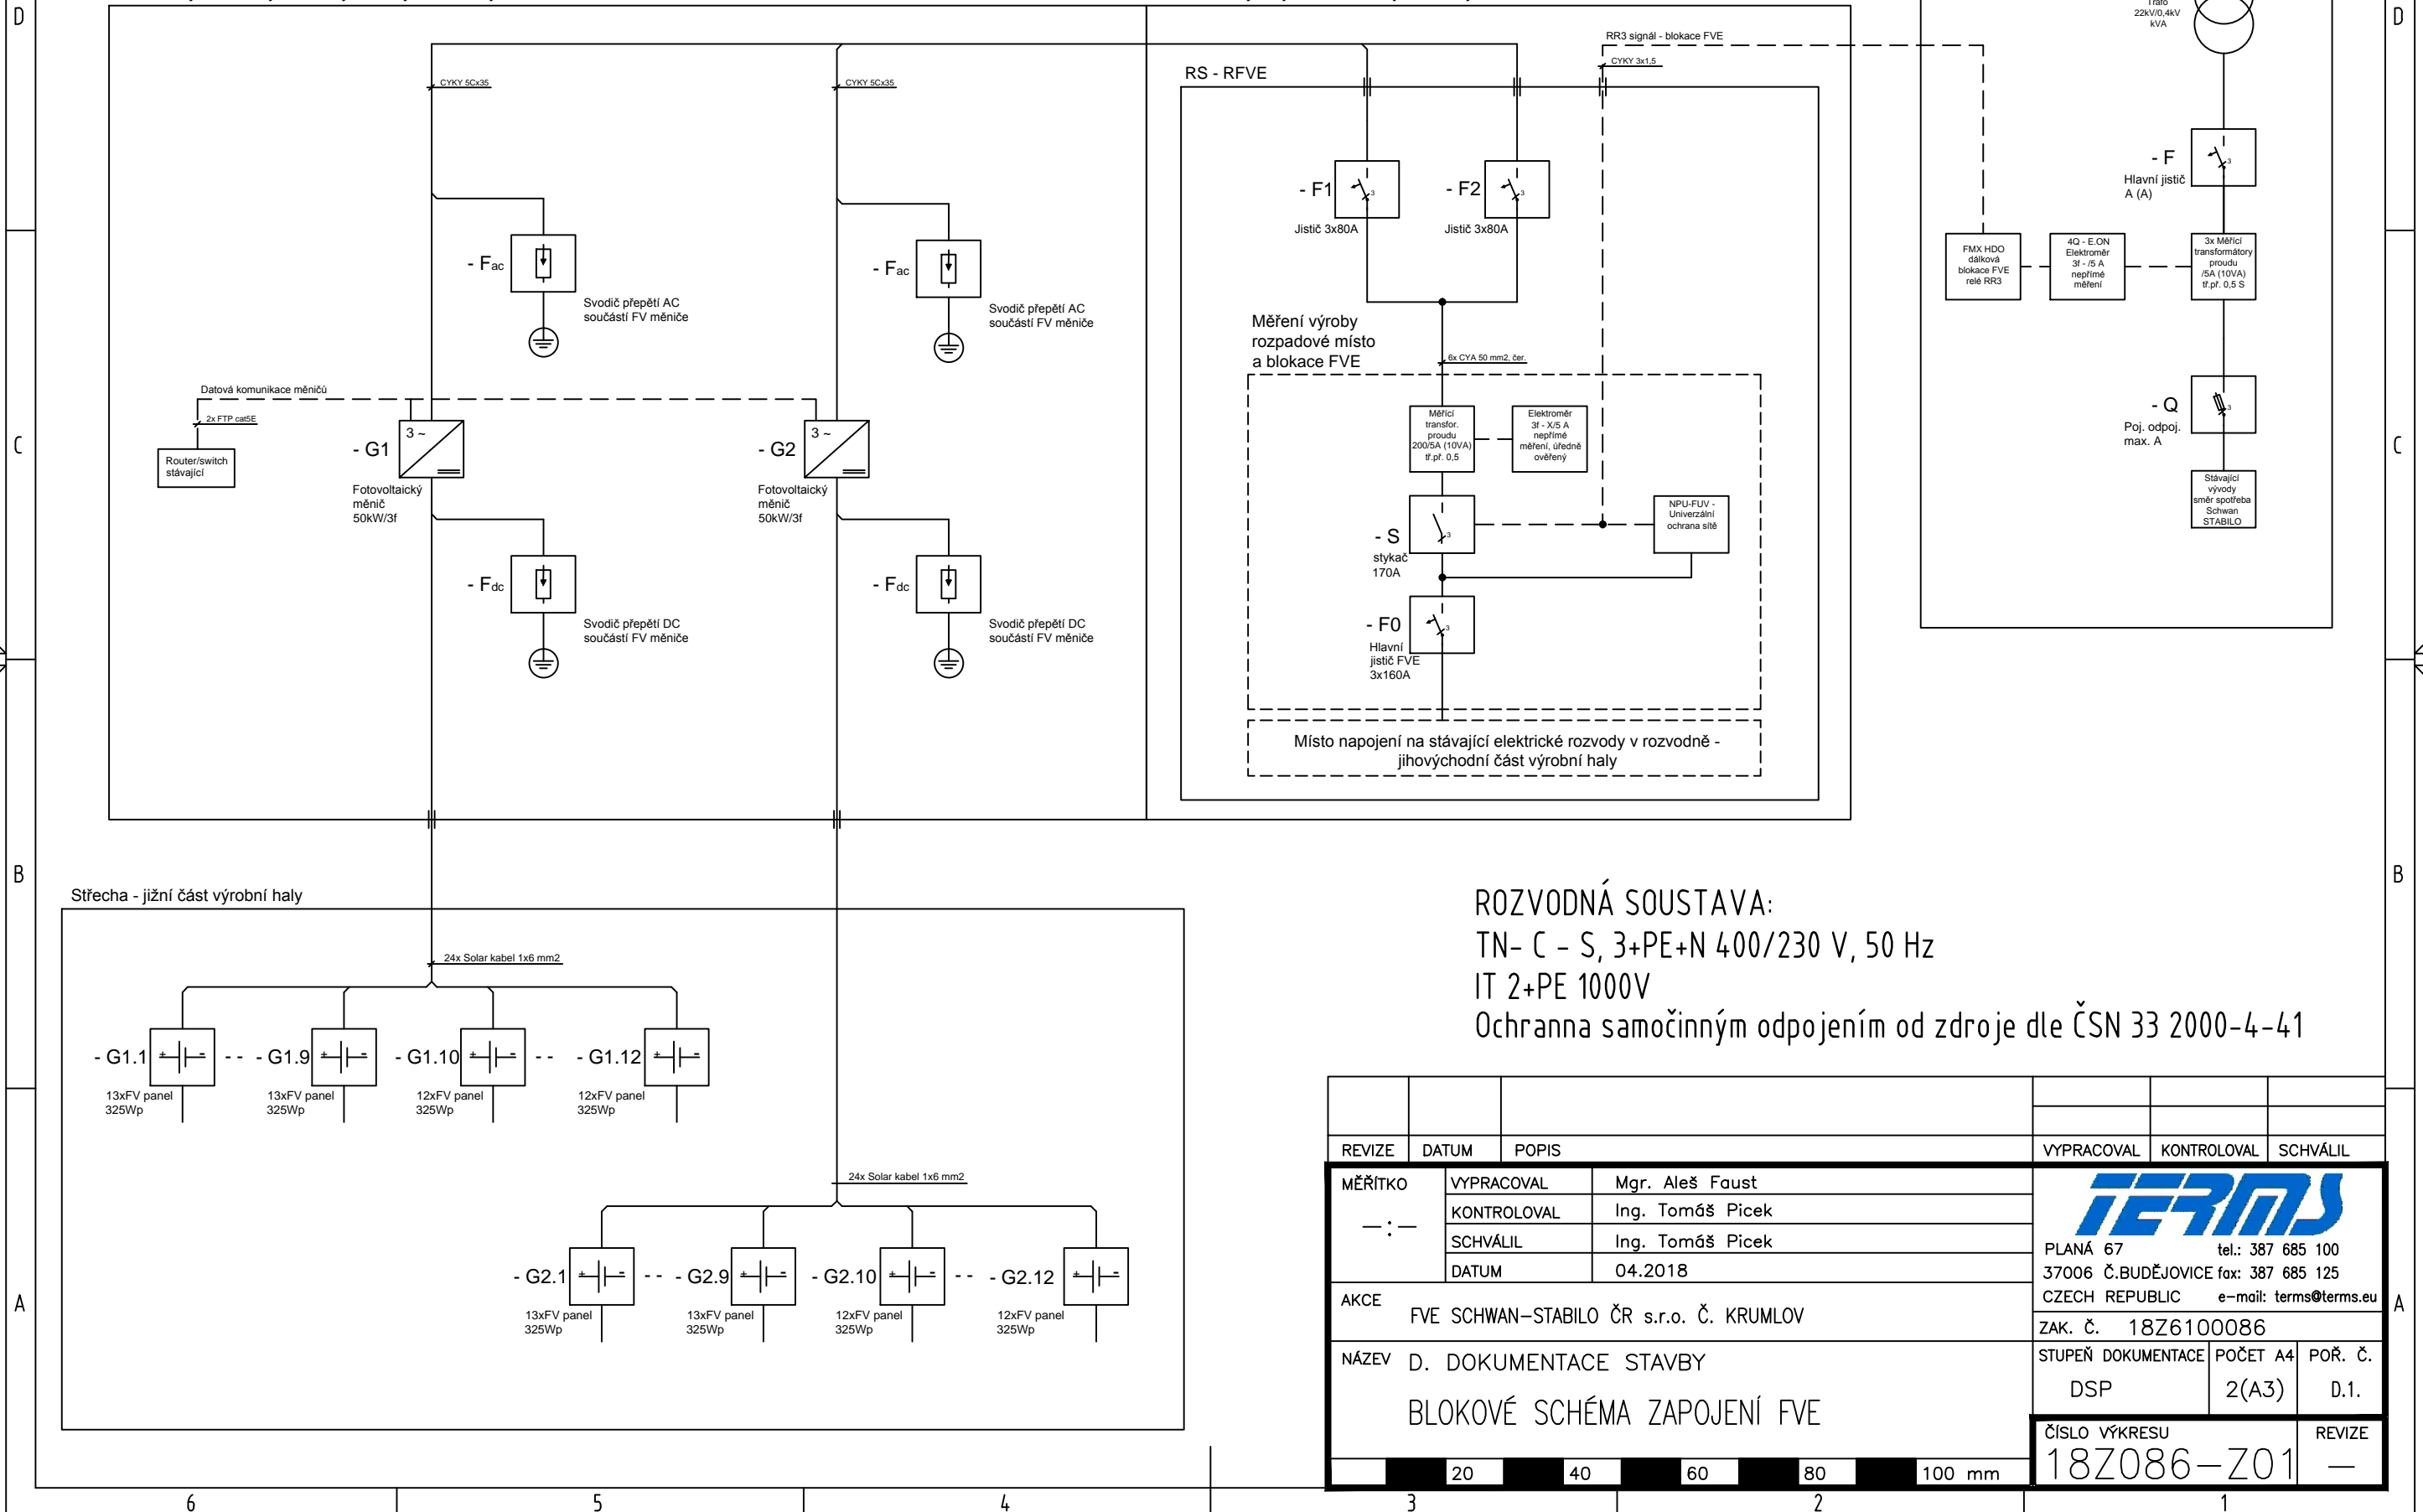 D
D
Trafo
22kV/0,4kV
kVA
RR3 signál - blokace FVE
CYKY 3x1,5
RS - RFVE
CYKY 5Cx35
CYKY 5Cx35
- F1
3
Jistič 3x80A
- F2
3
Jistič 3x80A
- F
3
Hlavní jistič
A (A)
FMX HDO
dálková
blokace FVE
relé RR3
4Q - E.ON
Elektroměr
3f - /5 A
nepřímé
měření
3x Měřící
transformátory
proudu
/5A (10VA)
tř.př. 0,5 S
- Fac
Svodič přepětí AC
součástí FV měniče
- Fac
Svodič přepětí AC
součástí FV měniče
Měření výroby
rozpadové místo
a blokace FVE
6x CYA 50 mm2, čer.
Datová komunikace měničů
2x FTP cat5E
Router/switch
stávající
- G1
3 ~
Fotovoltaický
měnič
50kW/3f
- G2
3 ~
Fotovoltaický
měnič
50kW/3f
Měřící
transfor.
proudu
200/5A (10VA)
tř.př. 0,5
Elektroměr
3f - X/5 A
nepřímé
měření, úředně
ověřený
- Q
3
Poj. odpoj.
max. A
Stávající
vývody
směr spotřeba
Schwan
STABILO
C
C
- S
3
stykač
170A
NPU-FUV -
Univerzální
ochrana sítě
- Fdc
Svodič přepětí DC
součástí FV měniče
- Fdc
Svodič přepětí DC
součástí FV měniče
- F0
3
Hlavní
jistič FVE
3x160A
Místo napojení na stávající elektrické rozvody v rozvodně -
jihovýchodní část výrobní haly
B
B
Střecha - jižní část výrobní haly
24x Solar kabel 1x6 mm2
- G1.1
+ -
13xFV panel
325Wp
- -
- G1.9
+ -
13xFV panel
325Wp
- G1.10
+ -
12xFV panel
325Wp
- -
- G1.12
+ -
12xFV panel
325Wp
24x Solar kabel 1x6 mm2
- G2.1
+ -
13xFV panel
325Wp
- -
- G2.9
+ -
13xFV panel
325Wp
- G2.10
+ -
12xFV panel
325Wp
- -
- G2.12
+ -
12xFV panel
325Wp
ROZVODNÁ SOUSTAVA:
TN- C - S, 3+PE+N 400/230 V, 50 Hz
IT 2+PE 1000V
Ochranna samočinným odpojením od zdroje dle ČSN 33 2000-4-41
REVIZE DATUM POPIS VYPRACOVAL KONTROLOVAL SCHVÁLIL
MĚŘÍTKO
-:-
VYPRACOVAL Mgr. Aleš Faust
KONTROLOVAL Ing. Tomáš Picek
SCHVÁLIL Ing. Tomáš Picek
DATUM 04.2018
TERMS
PLANÁ 67 tel.: 387 685 100
37006 Č.BUDĚJOVICE fax: 387 685 125
CZECH REPUBLIC e-mail: terms@terms.eu
AKCE
FVE SCHWAN-STABILO ČR s.r.o. Č. KRUMLOV
ZAK. Č. 18Z6100086
NÁZEV D. DOKUMENTACE STAVBY
BLOKOVÉ SCHÉMA ZAPOJENÍ FVE
STUPEŇ DOKUMENTACE POČET A4 POŘ. Č.
DSP 2(A3) D.1.
ČÍSLO VÝKRESU REVIZE
18Z086-Z01 -
20 40 60 80 100 mm
A
A
6 5 4 3 2 1